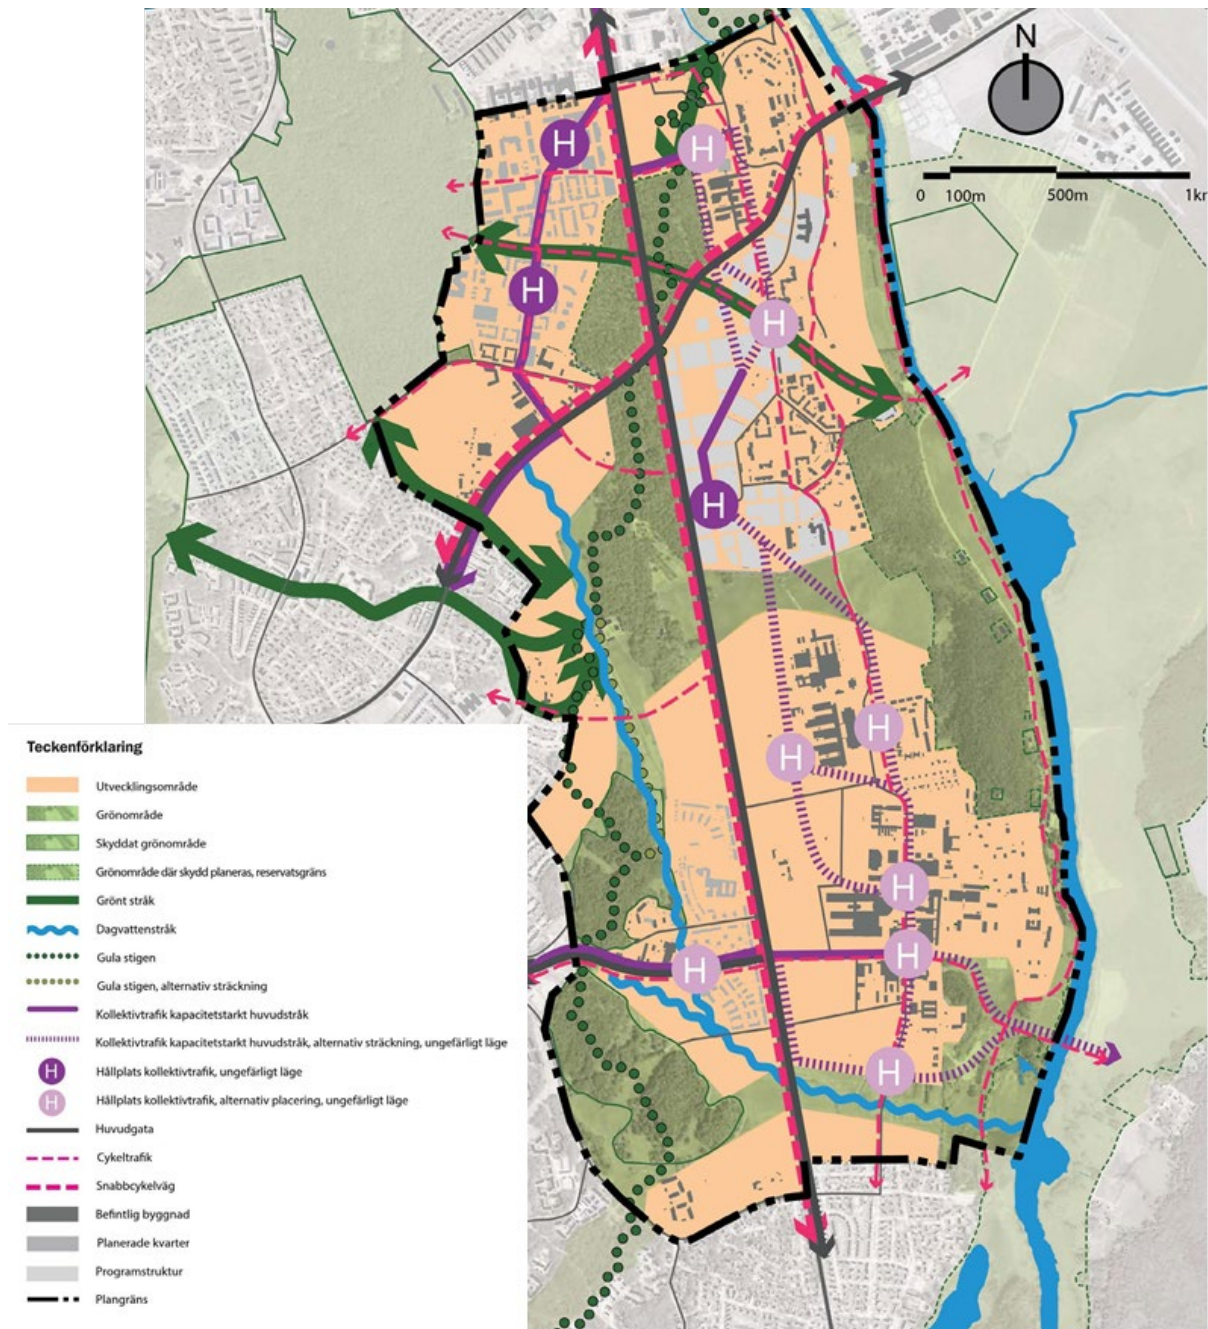 N
0 100m 500m 1kr
H
H
H
H
H
H
H
H
H
H
H
Teckenförklaring
Utvecklingsområde
Grönområde
Skyddat grönområde
Grönområde där skydd planeras, reservatsgräns
Grönt stråk
Dagvattenstråk
Gula stigen
Gula stigen, alternativ sträckning
Kollektivtrafik kapacitetstarkt huvudstråk
Kollektivtrafik kapacitetstarkt huvudstråk, alternativ sträckning, ungefärligt läge
H Hållplats kollektivtrafik, ungefärligt läge
H Hållplats kollektivtrafik, alternativ placering, ungefärligt läge
Huvudgata
Cykeltrafik
Snabbcykelväg
Befintlig byggnad
Planerade kvarter
Programstruktur
Plangräns